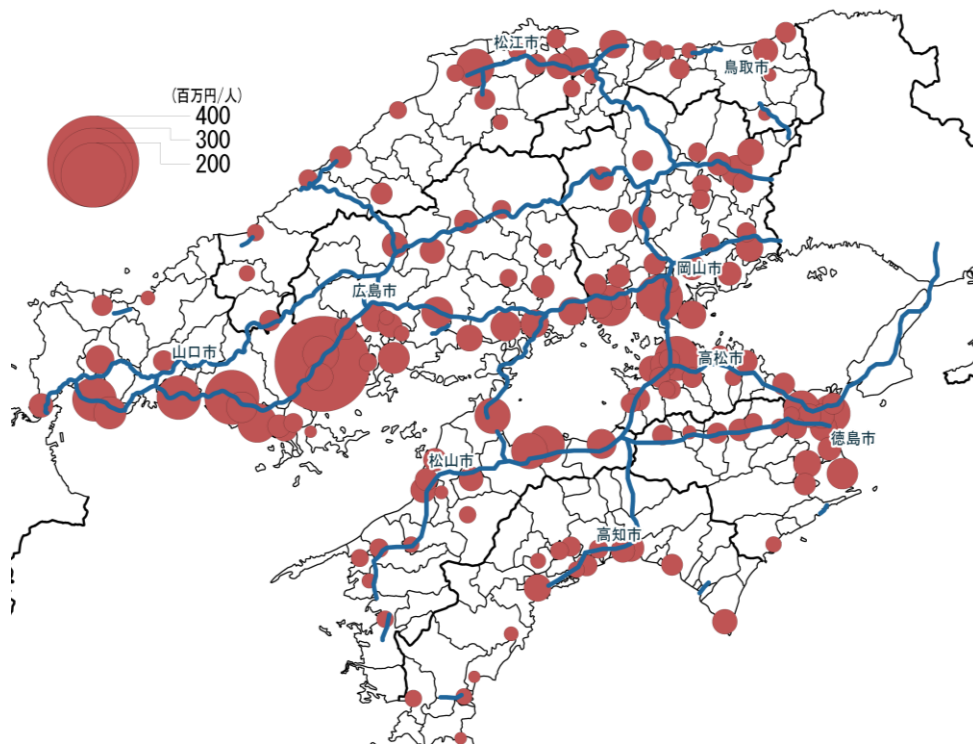 松江市
鳥取市
(百万円/人)
400
300
200
岡山市
広島市
山口市
高松市
徳島市
松山市
高知市